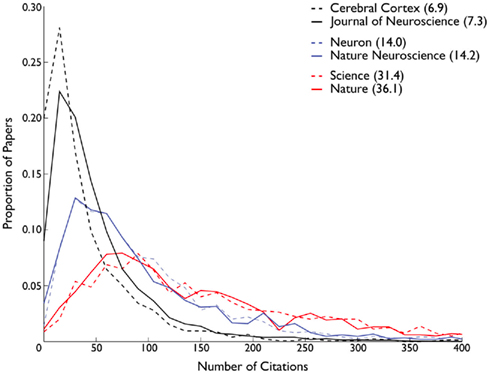 0.30
0.25
0.20
0.15
0.10
0.05
0
50
100
150
200
250
300
350
400
Proportion of Papers
Number of Citations
Cerebral Cortex (6.9)
Journal of Neuroscience (7.3)
Neuron (14.0)
Nature Neuroscience (14.2)
Science (31.4)
Nature (36.1)